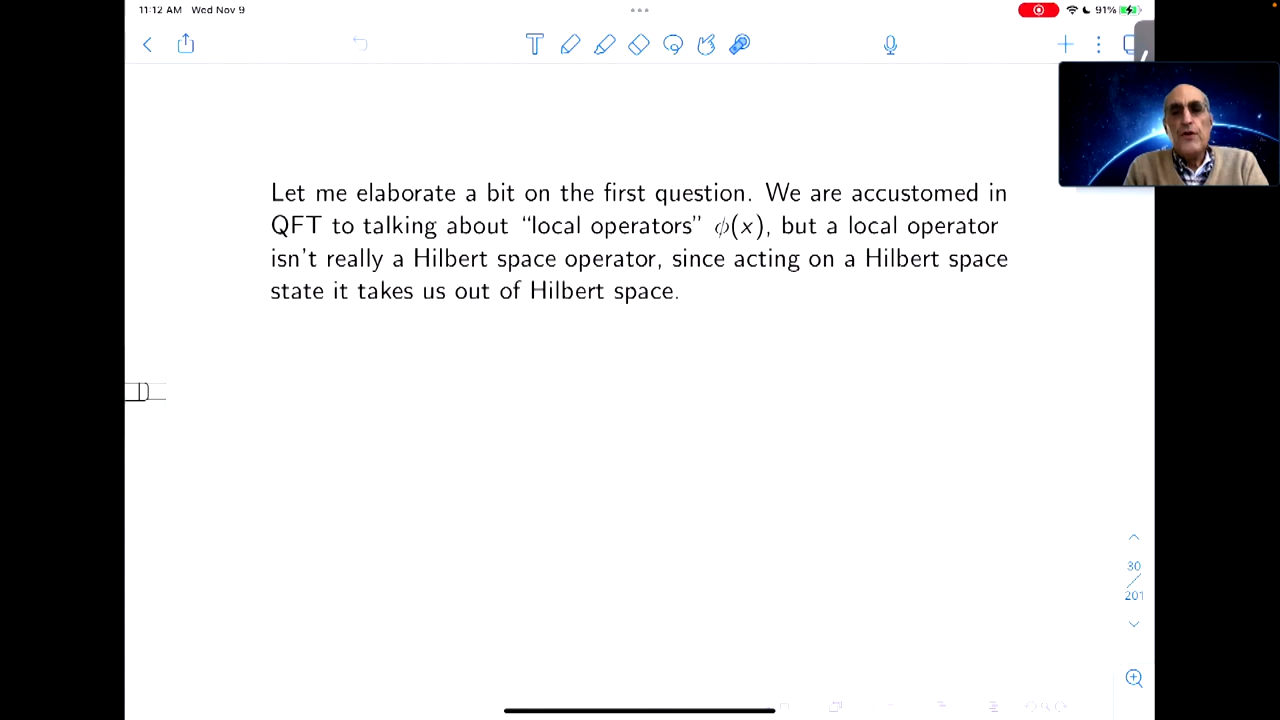 11:12 AM Wed Nov 9
91%
T
Let me elaborate a bit on the first question. We are accustomed in
QFT to talking about “local operators” ϕ(x), but a local operator
isn't really a Hilbert space operator, since acting on a Hilbert space
state it takes us out of Hilbert space.
30
201